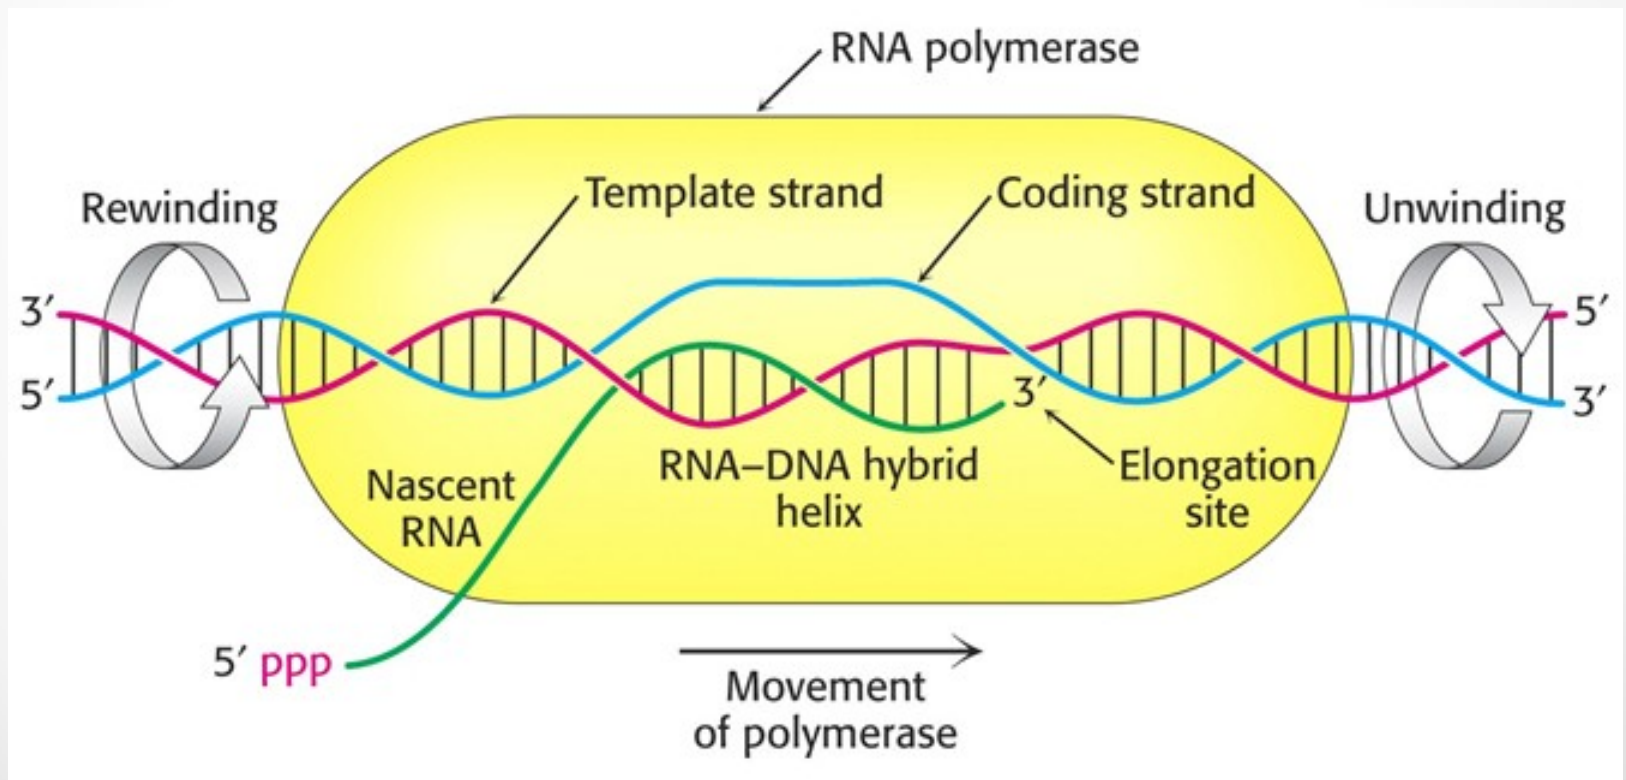 RNA polymerase
Template strand
Coding strand
Rewinding
Unwinding
3′
5′
5′
3′
3′
Nascent
RNA
RNA–DNA hybrid
helix
Elongation
site
5′ ppp
Movement
of polymerase